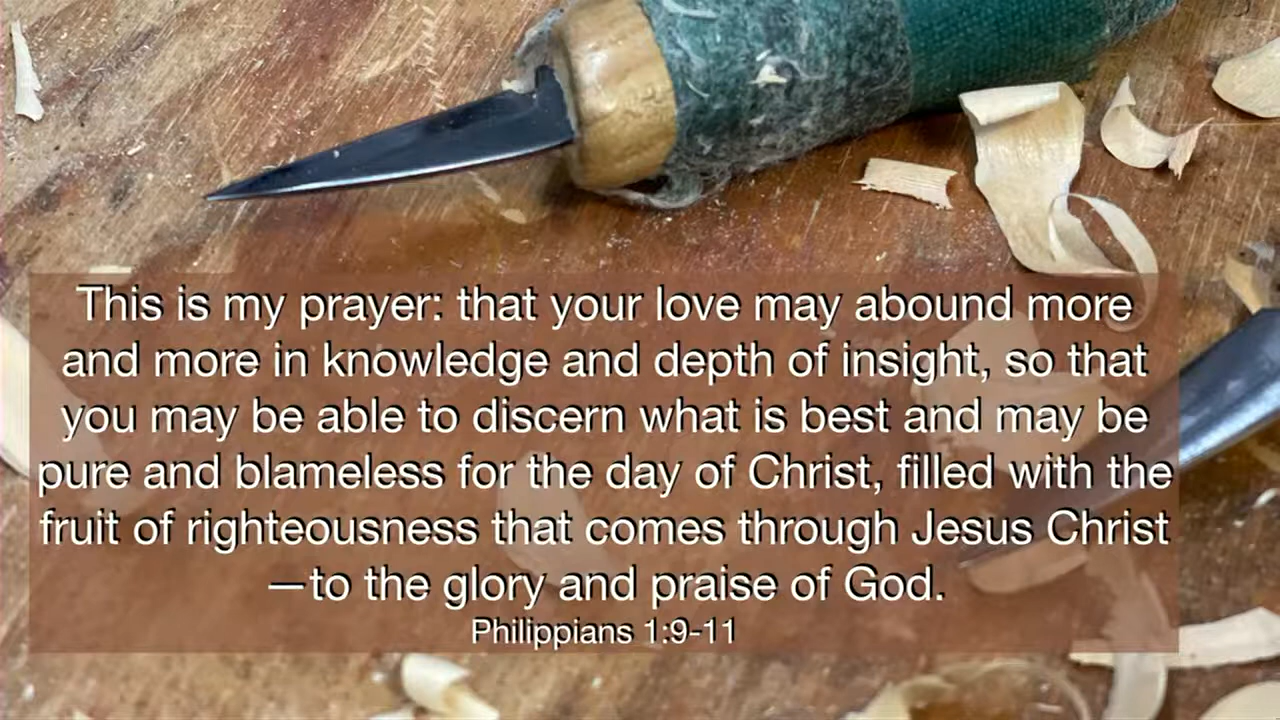 This is my prayer: that your love may abound more
and more in knowledge and depth of insight, so that
you may be able to discern what is best and may be
pure and blameless for the day of Christ, filled with the
fruit of righteousness that comes through Jesus Christ
—to the glory and praise of God.
Philippians 1:9-11